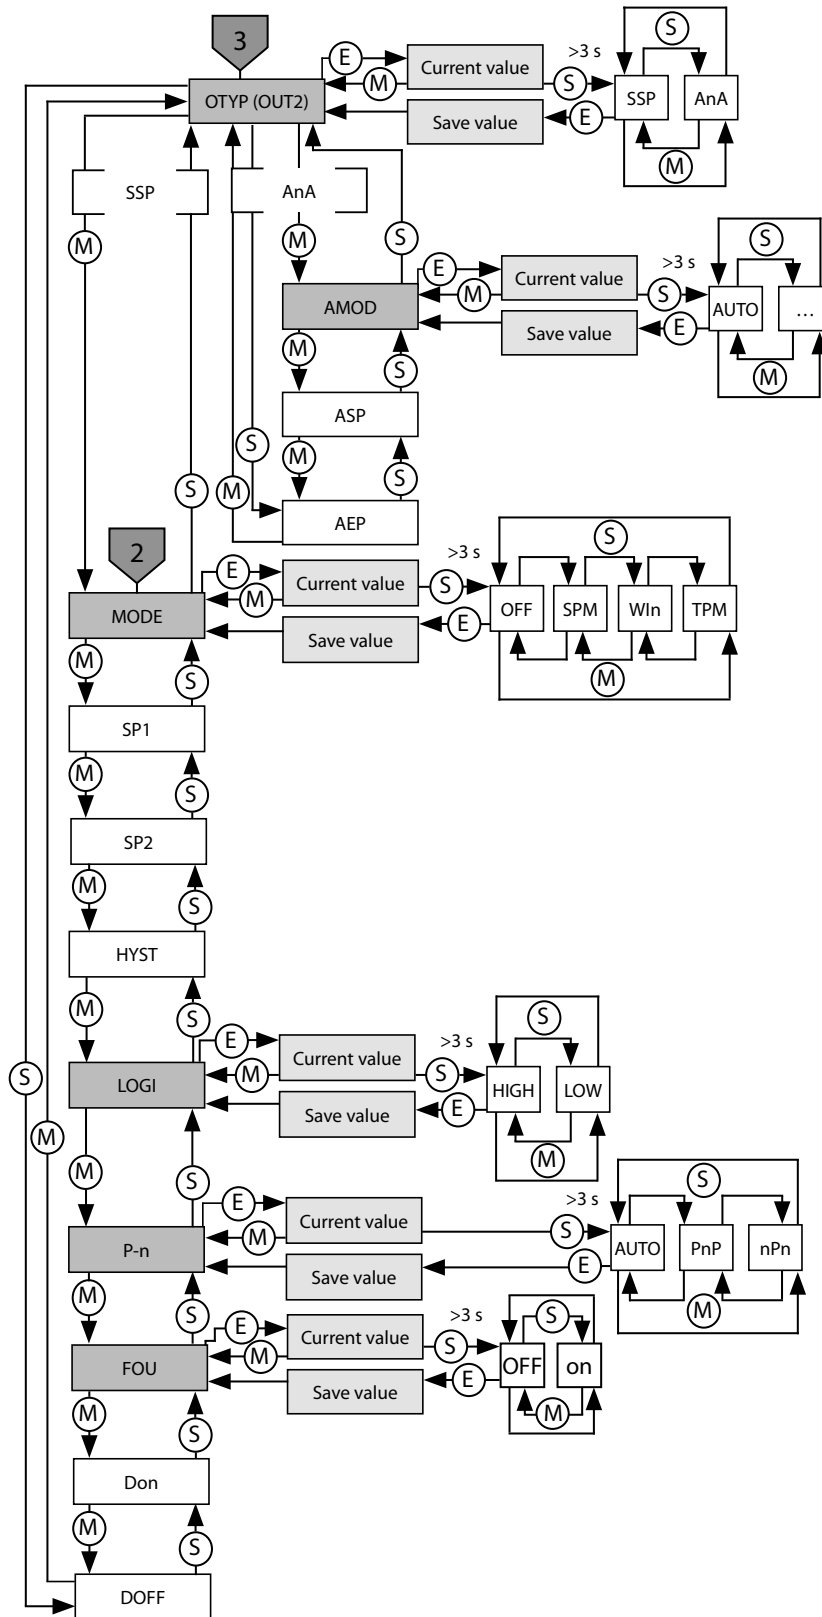 3
E
Current value
>3 s
S
M
S
OTYP (OUT2)
SSP
AnA
Save value
E
M
SSP
AnA
M
M
S
S
E
Current value
>3 s
M
S
AMOD
AUTO
...
Save value
E
M
M
S
ASP
S
M
M
S
S
AEP
2
S
>3 s
E
Current value
S
M
S
MODE
OFF
SPM
WIn
TPM
Save value
E
M
M
S
SP1
M
S
SP2
M
S
HYST
M
S
S
E
Current value
>3 s
M
S
S
LOGI
HIGH
LOW
Save value
E
M
M
M
S
S
E
Current value
>3 s
M
S
P-n
AUTO
PnP
nPn
Save value
E
M
M
S
E
Current value
>3 s
S
M
S
FOU
OFF
on
Save value
E
M
M
S
Don
M
S
DOFF